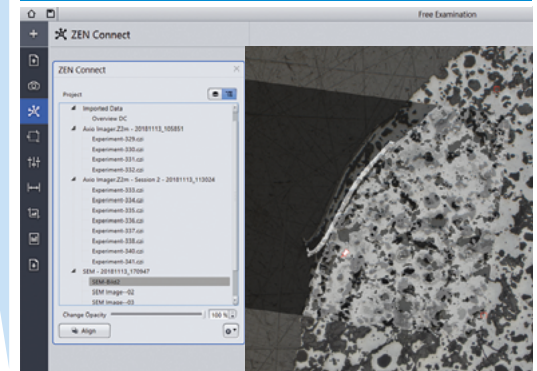 Free Examination
ZEN Connect
ZEN Connect
Project
Imported Data
Overview DC
Axio Imager.Z2m - 20181113_105851
Experiment-329.czi
Experiment-330.czi
Experiment-331.czi
Experiment-332.czi
Axio Imager.Z2m - Session 2 - 20181113_113024
Experiment-333.czi
Experiment-334.czi
Experiment-335.czi
Experiment-336.czi
Experiment-337.czi
Experiment-338.czi
Experiment-340.czi
Experiment-341.czi
SEM - 20181113_170947
SEM-Bild2
SEM Image--02
SEM Image--03
Change Opacity
100 %
Align